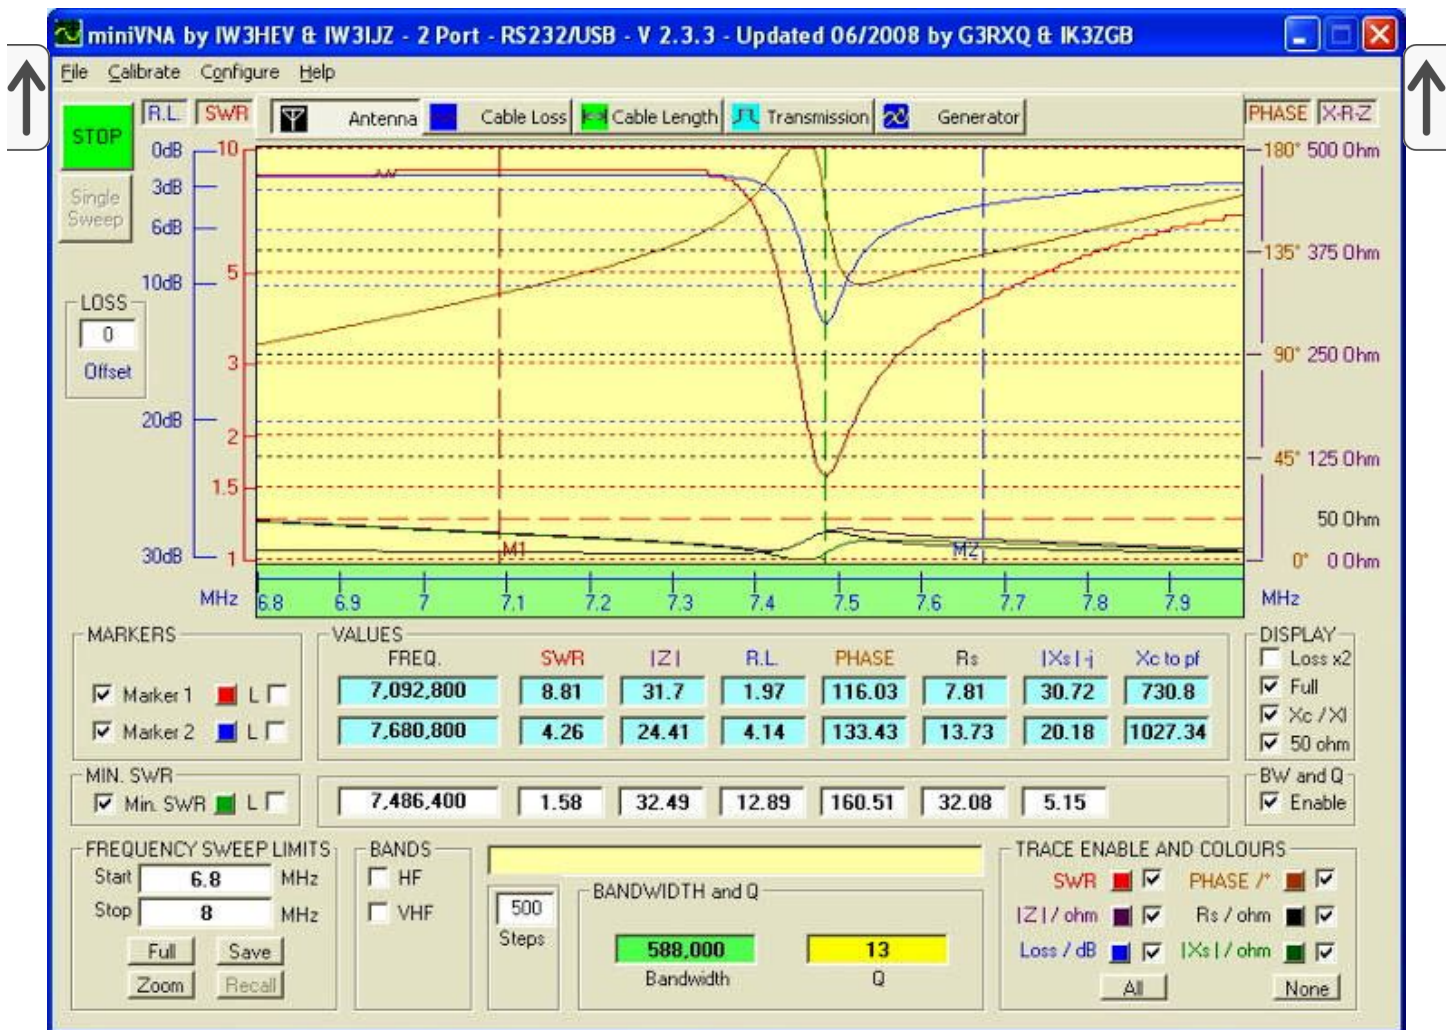 miniVNA by IW3HEV & IW3IJZ - 2 Port - RS232/USB - V 2.3.3 - Updated 06/2008 by G3RXQ & IK3ZGB
File Calibrate Configure Help
STOP R.L. SWR Antenna Cable Loss Cable Length Transmission Generator PHASE X-R-Z
0dB 10 180° 500 Ohm
Single Sweep
3dB
6dB
5 135° 375 Ohm
10dB
LOSS
0
Offset
3 90° 250 Ohm
20dB
2
45° 125 Ohm
1.5
50 Ohm
M1 M2
30dB 1 0° 0 Ohm
MHz 6.8 6.9 7 7.1 7.2 7.3 7.4 7.5 7.6 7.7 7.8 7.9 MHz
MARKERS VALUES DISPLAY
FREQ. SWR |Z| R.L. PHASE Rs |Xs|-j Xc to pf Loss x2
Marker 1 L 7,092,800 8.81 31.7 1.97 116.03 7.81 30.72 730.8 Full
Xc / Xl
Marker 2 L 7,680,800 4.26 24.41 4.14 133.43 13.73 20.18 1027.34 50 ohm
MIN. SWR BW and Q
Min. SWR L 7,486,400 1.58 32.49 12.89 160.51 32.08 5.15 Enable
FREQUENCY SWEEP LIMITS BANDS TRACE ENABLE AND COLOURS
Start 6.8 MHz HF SWR PHASE /°
BANDWIDTH and Q
Stop 8 MHz VHF 500 |Z| / ohm Rs / ohm
Steps
Full Save 588,000 13 Loss / dB |Xs| / ohm
Zoom Recall Bandwidth Q All None